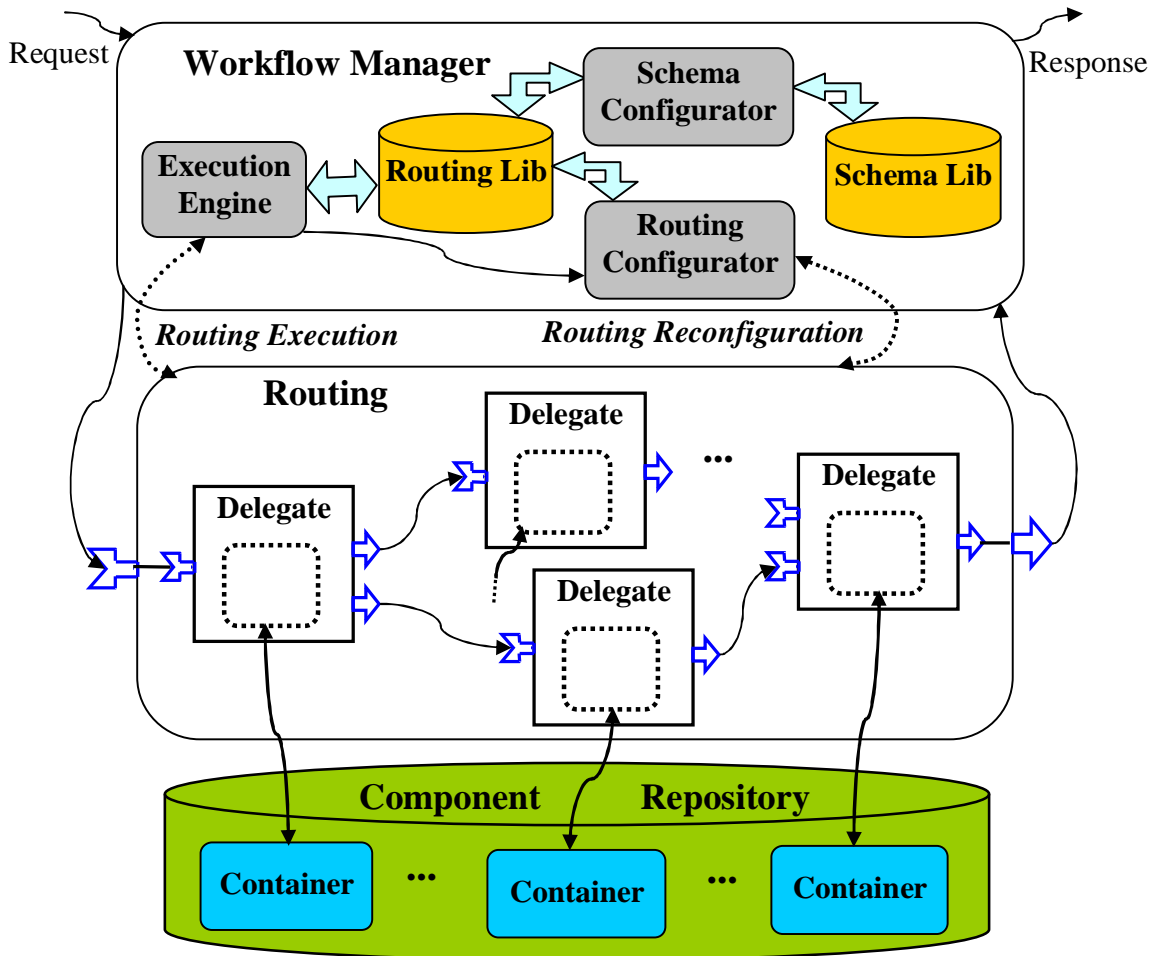 Request
Response
Workflow Manager
Schema
Configurator
Execution
Engine
Routing Lib
Schema Lib
Routing
Configurator
Routing Execution
Routing Reconfiguration
Routing
Delegate
...
Delegate
Delegate
Delegate
Component Repository
Container
...
Container
...
Container